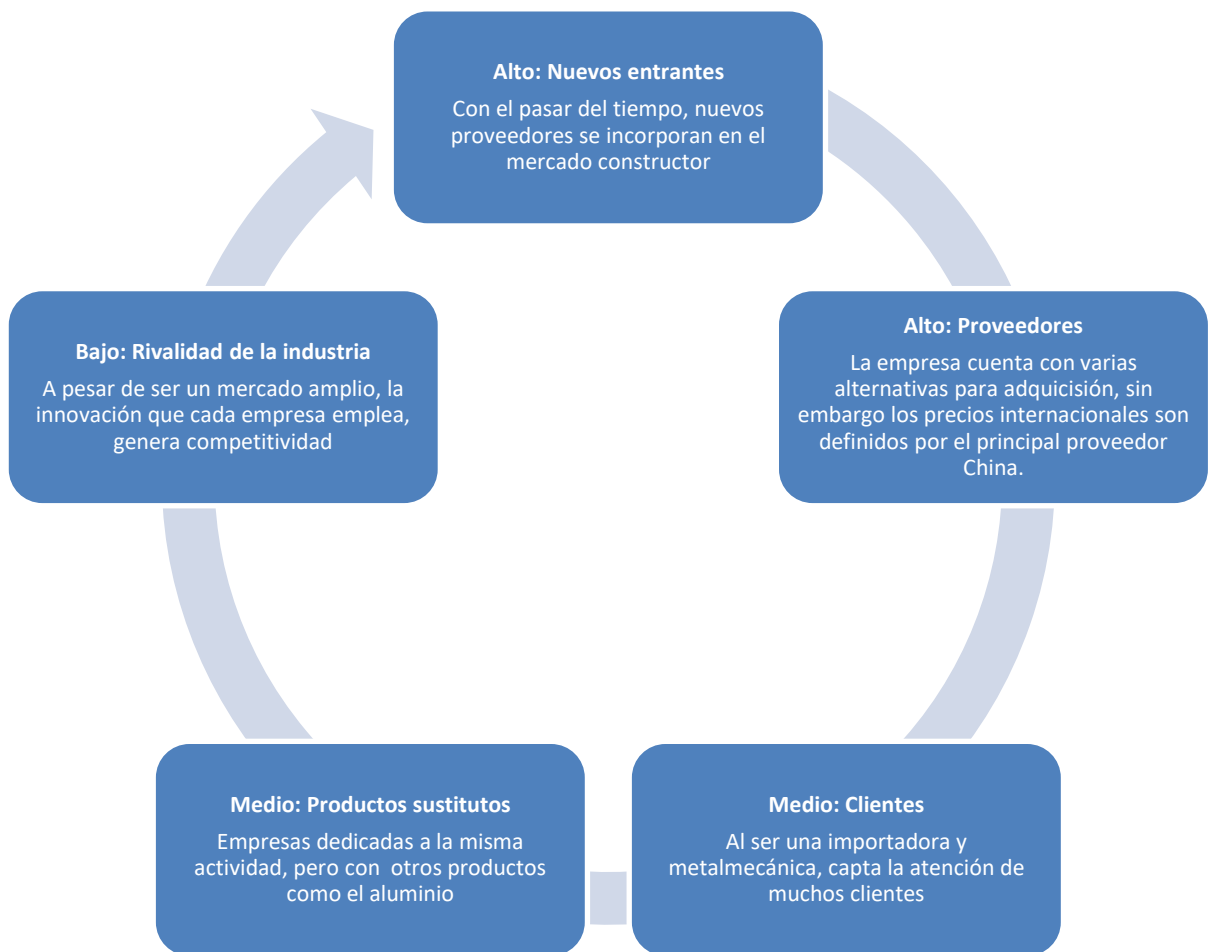 Alto: Nuevos entrantes
Con el pasar del tiempo, nuevos
proveedores se incorporan en el
mercado constructor
Alto: Proveedores
La empresa cuenta con varias
alternativas para adquicisión, sin
embargo los precios internacionales son
definidos por el principal proveedor
China.
Medio: Clientes
Al ser una importadora y
metalmecánica, capta la atención de
muchos clientes
Medio: Productos sustitutos
Empresas dedicadas a la misma
actividad, pero con otros productos
como el aluminio
Bajo: Rivalidad de la industria
A pesar de ser un mercado amplio, la
innovación que cada empresa emplea,
genera competitividad